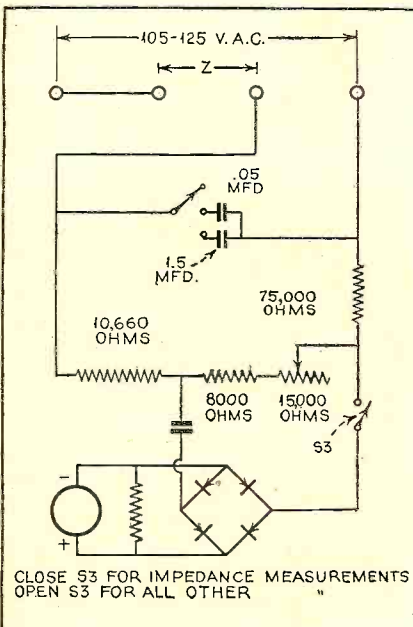 105-125 V. A.C.
Z
.05
MFD
1.5
MFD.
75,000
OHMS
10,660
OHMS
8000
OHMS
15,000
OHMS
S3
-
+
CLOSE S3 FOR IMPEDANCE MEASUREMENTS
OPEN S3 FOR ALL OTHER "